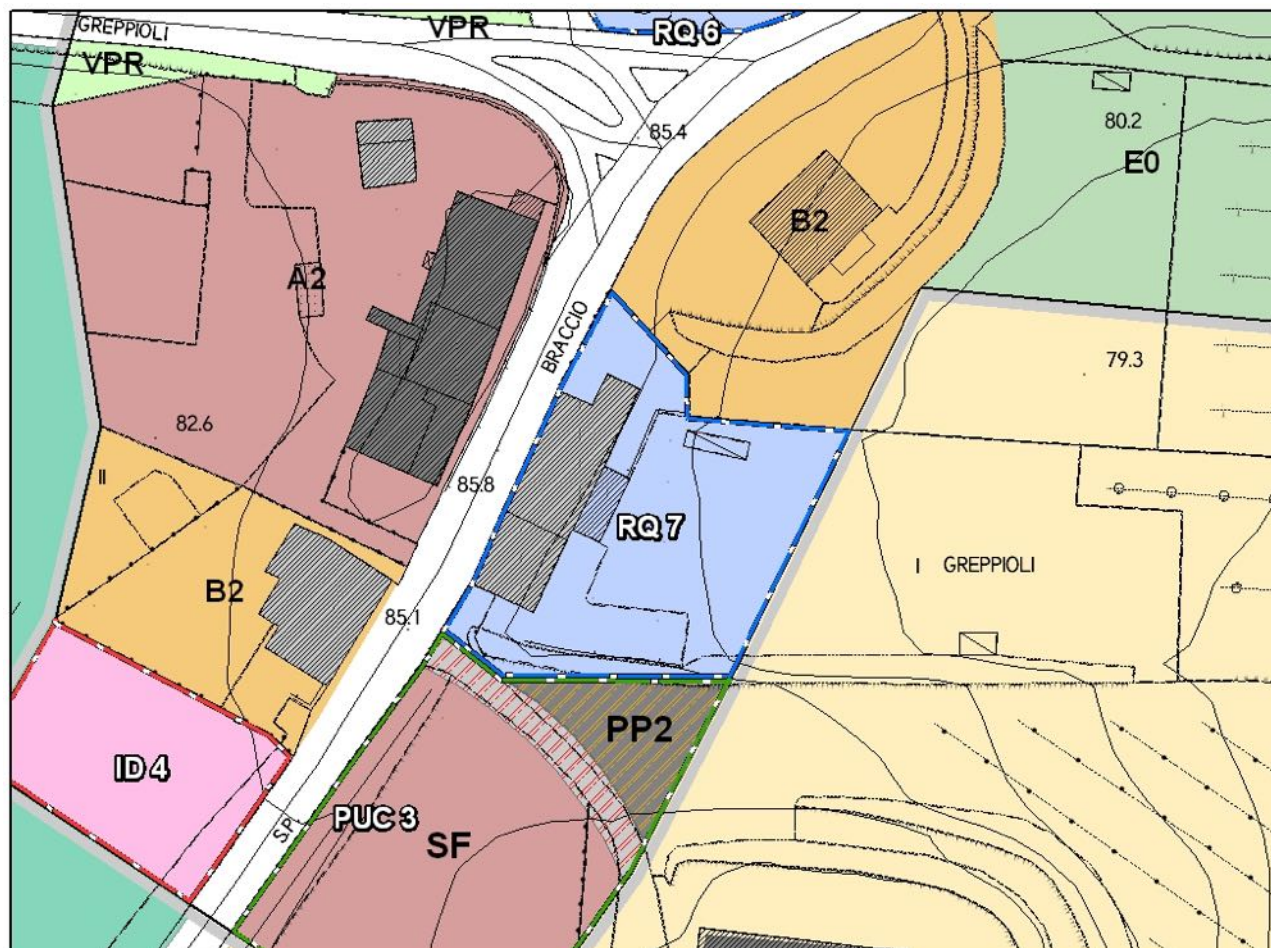 GREPPIOLI
VPR
RQ 6
VPR
85.4
80.2
E0
B2
A2
BRACCIO
79.3
82.6
II
85.8
RQ 7
I GREPPIOLI
B2
85.1
PP2
ID 4
PUC 3
S.P.
SF